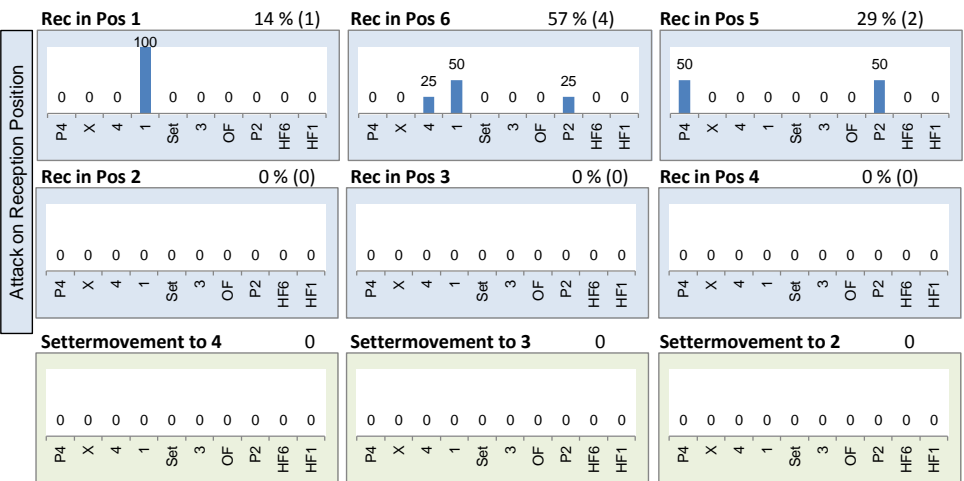 Attack on Reception Position
Rec in Pos 1 14 % (1)
100
0 0 0 0 0 0 0 0 0
P4 X 4 1 Set 3 OF P2 HF6 HF1
Rec in Pos 6 57 % (4)
50
25 25
0 0 0 0 0 0 0
P4 X 4 1 Set 3 OF P2 HF6 HF1
Rec in Pos 5 29 % (2)
50 50
0 0 0 0 0 0 0 0
P4 X 4 1 Set 3 OF P2 HF6 HF1
Rec in Pos 2 0 % (0)
0 0 0 0 0 0 0 0 0 0
P4 X 4 1 Set 3 OF P2 HF6 HF1
Rec in Pos 3 0 % (0)
0 0 0 0 0 0 0 0 0 0
P4 X 4 1 Set 3 OF P2 HF6 HF1
Rec in Pos 4 0 % (0)
0 0 0 0 0 0 0 0 0 0
P4 X 4 1 Set 3 OF P2 HF6 HF1
Settermovement to 4 0
0 0 0 0 0 0 0 0 0 0
P4 X 4 1 Set 3 OF P2 HF6 HF1
Settermovement to 3 0
0 0 0 0 0 0 0 0 0 0
P4 X 4 1 Set 3 OF P2 HF6 HF1
Settermovement to 2 0
0 0 0 0 0 0 0 0 0 0
P4 X 4 1 Set 3 OF P2 HF6 HF1